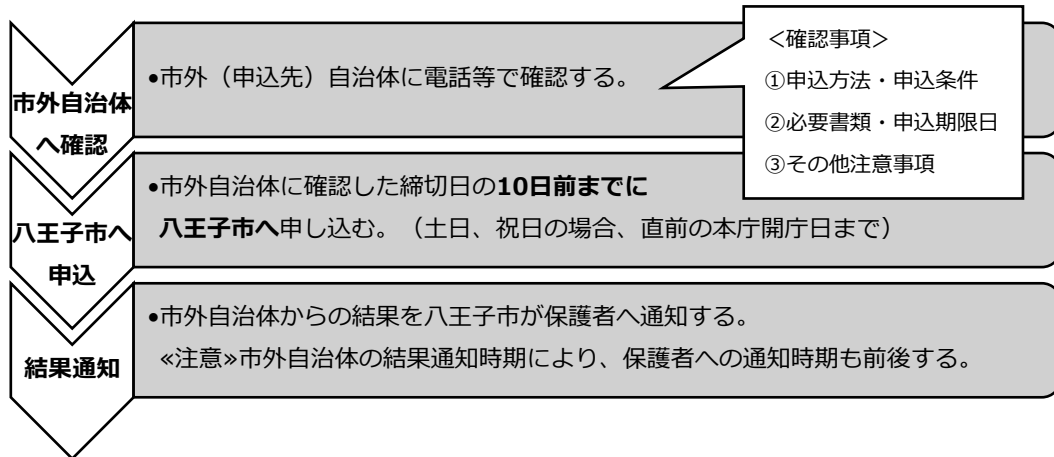 市外自治体
へ確認
•市外（申込先）自治体に電話等で確認する。
＜確認事項＞
①申込方法・申込条件
②必要書類・申込期限日
③その他注意事項
八王子市へ
申込
•市外自治体に確認した締切日の10日前までに
八王子市へ申し込む。（土日、祝日の場合、直前の本庁開庁日まで）
結果通知
•市外自治体からの結果を八王子市が保護者へ通知する。
≪注意≫市外自治体の結果通知時期により、保護者への通知時期も前後する。